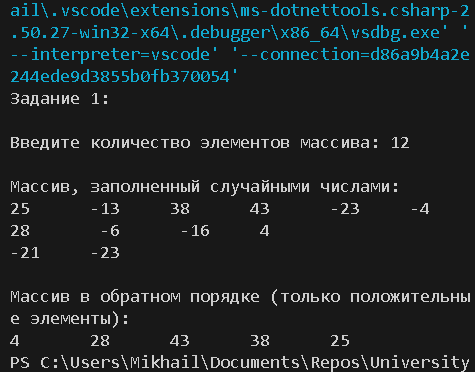 ail\.vscode\extensions\ms-dotnettools.csharp-2
.50.27-win32-x64\.debugger\x86_64\vsdbg.exe' '
--interpreter=vscode' '--connection=d86a9b4a2e
244ede9d3855b0fb370054'
Задание 1:
Введите количество элементов массива: 12
Массив, заполненный случайными числами:
25 -13 38 43 -23 -4
28 -6 -16 4
-21 -23
Массив в обратном порядке (только положительны
е элементы):
4 28 43 38 25
PS C:\Users\Mikhail\Documents\Repos\University